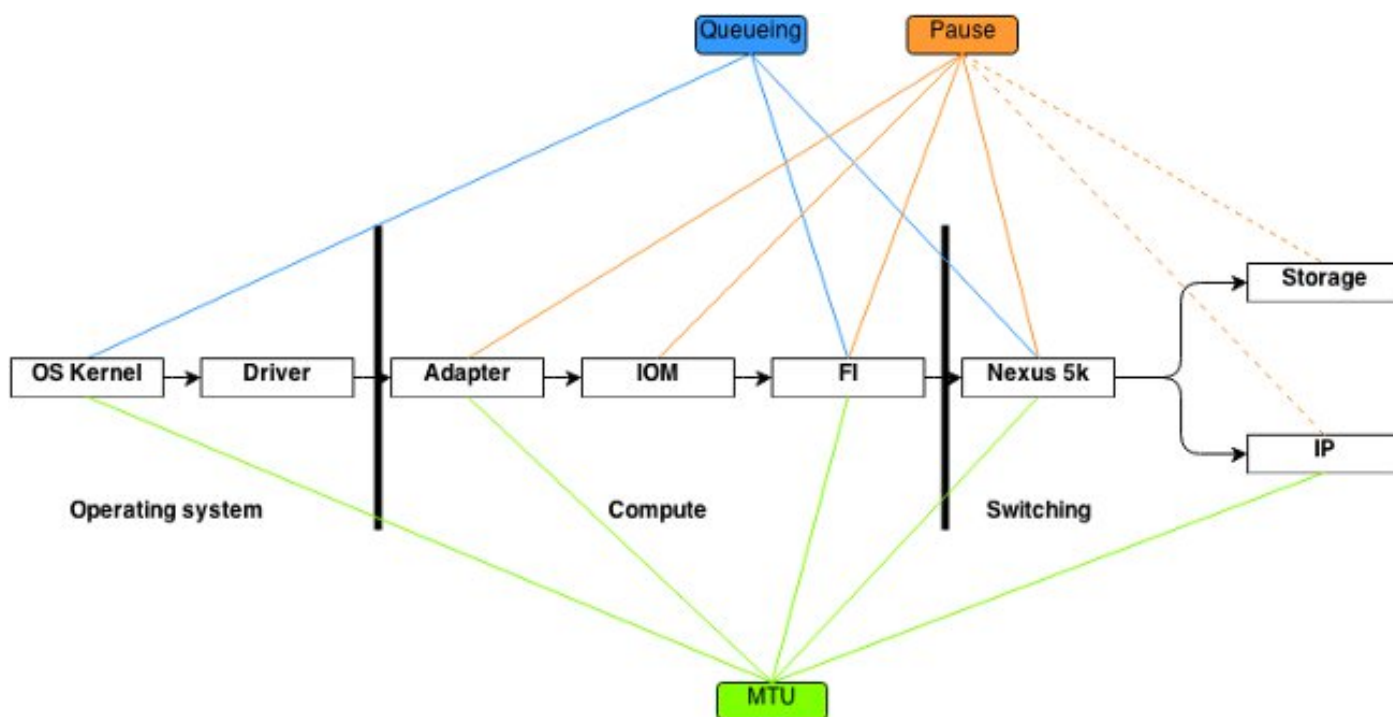 Queueing
Pause
Storage
OS Kernel
Driver
Adapter
IOM
FI
Nexus 5k
IP
Operating system
Compute
Switching
MTU